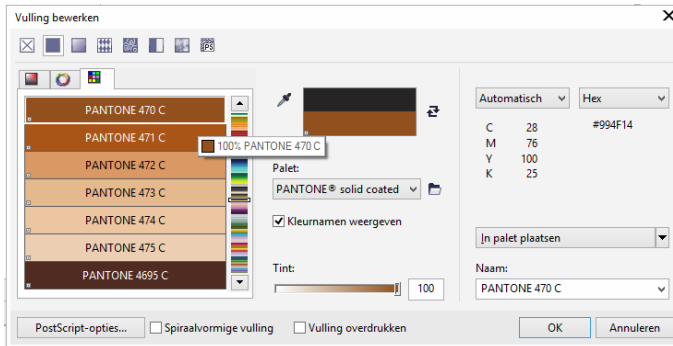 Vulling bewerken
PS
PANTONE 470 C
PANTONE 471 C
PANTONE 472 C
PANTONE 473 C
PANTONE 474 C
PANTONE 475 C
PANTONE 4695 C
100% PANTONE 470 C
Palet:
PANTONE® solid coated
Kleurnamen weergeven
Tint:
100
Automatisch
Hex
C 28
M 76
Y 100
K 25
#994F14
In palet plaatsen
Naam:
PANTONE 470 C
PostScript-opties...
Spiraalvormige vulling
Vulling overdrukken
OK
Annuleren